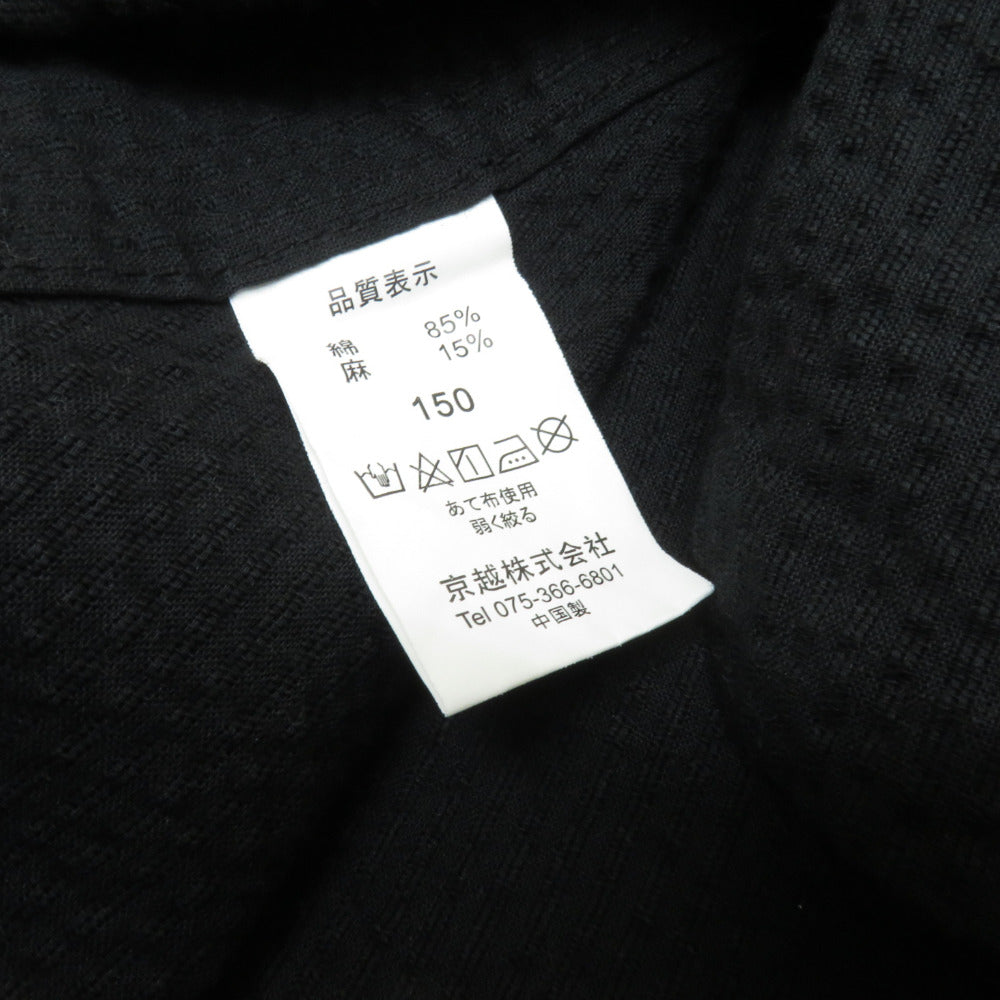 品質表示
綿 85%
麻 15%
150
あて布使用
弱く絞る
京越株式会社
Tel 075-366-6801
中国製